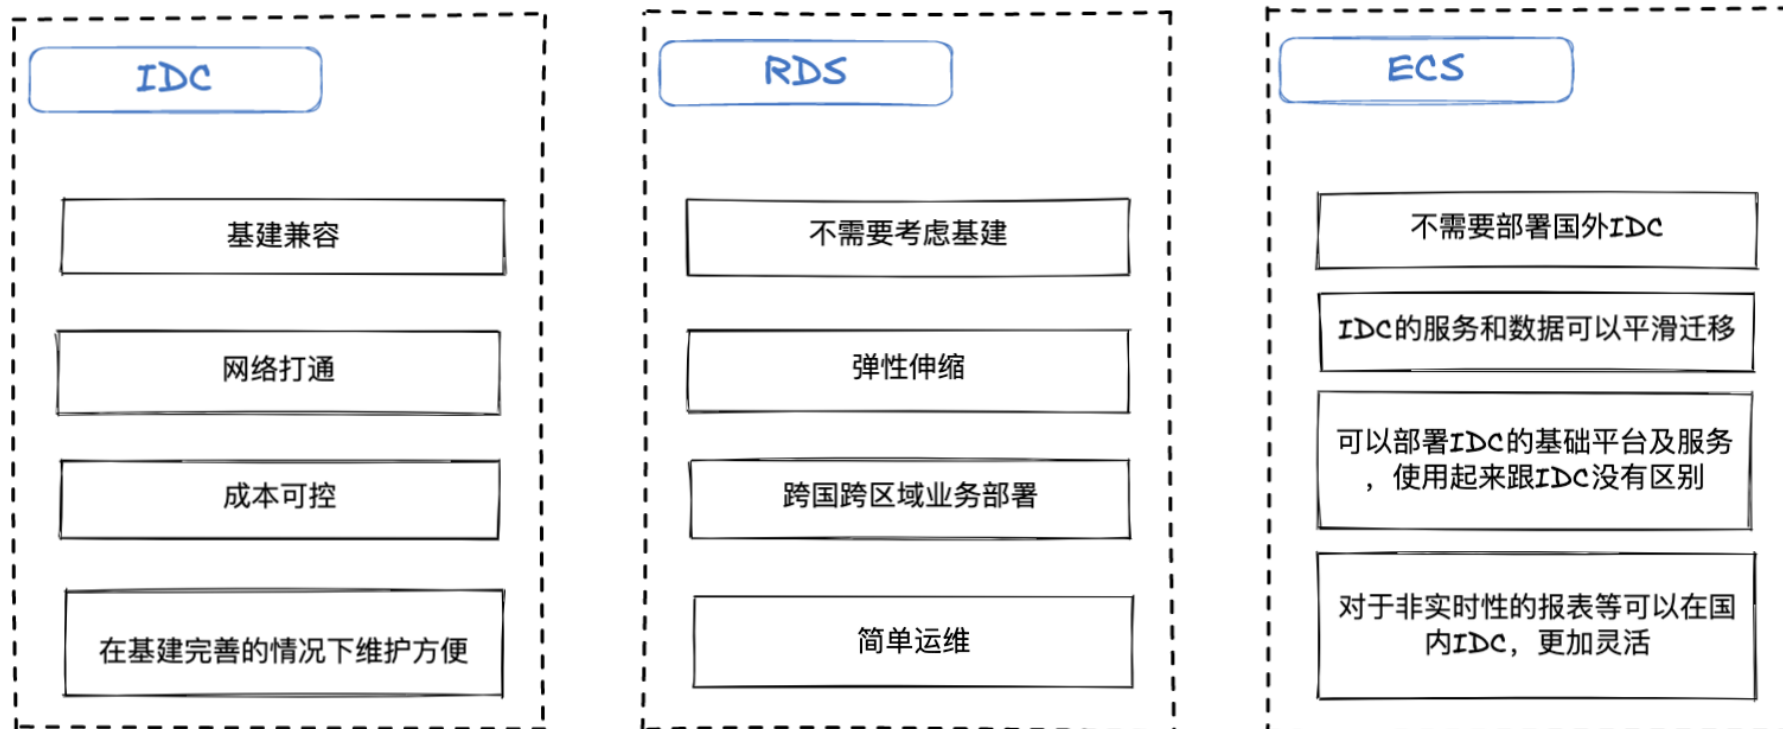 IDC
基建兼容
网络打通
成本可控
在基建完善的情况下维护方便
RDS
不需要考虑基建
弹性伸缩
跨国跨区域业务部署
简单运维
ECS
不需要部署国外IDC
IDC的服务和数据可以平滑迁移
可以部署IDC的基础平台及服务
，使用起来跟IDC没有区别
对于非实时性的报表等可以在国
内IDC，更加灵活